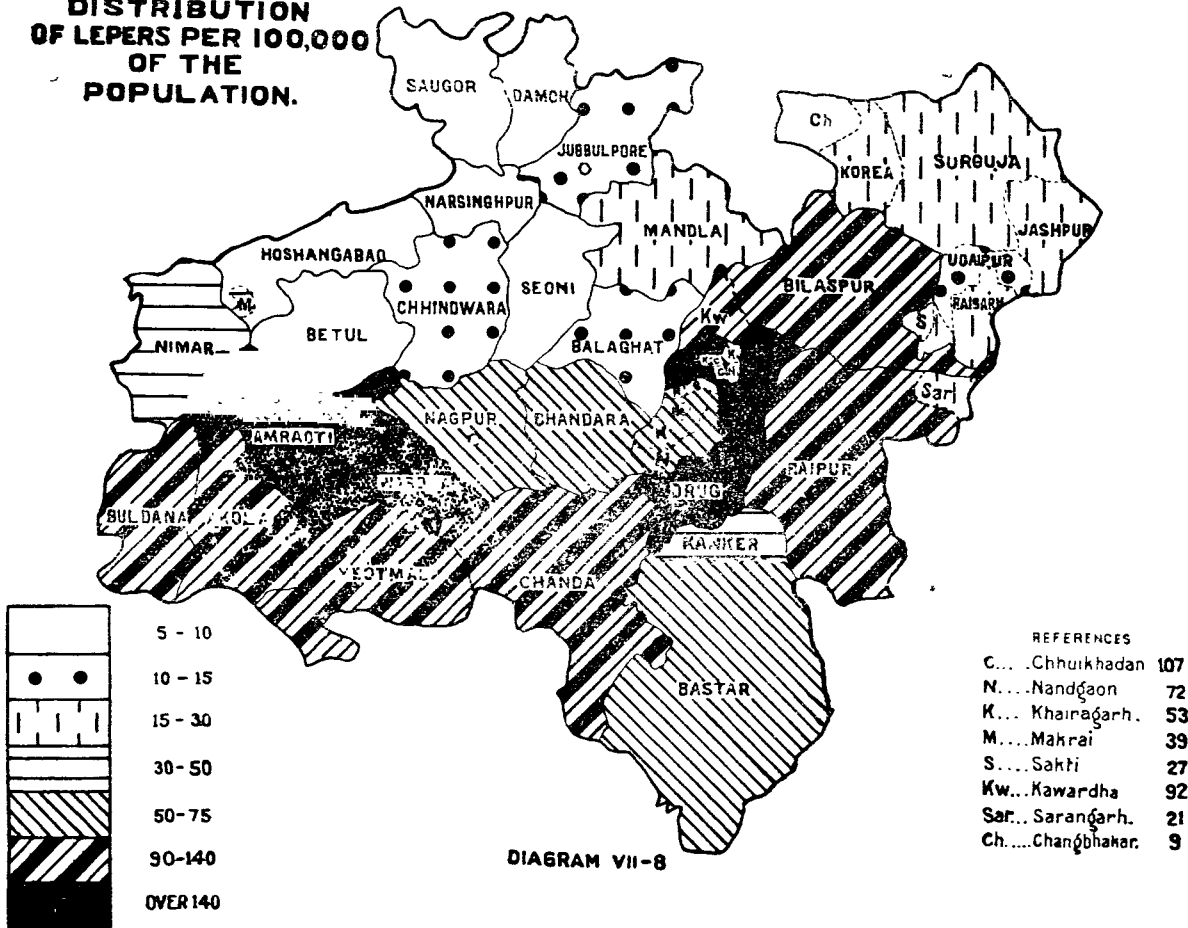 DISTRIBUTION
OF LEPERS PER 100,000
OF THE
POPULATION.
SAUGOR
DAMOH
JUBBULPORE
Ch
KOREA
SURGUJA
JASHPUR
NARSINGHPUR
MANDLA
HOSHANGABAD
UDAIPUR
RAIGARH
M
CHHINDWARA
SEONI
BILASPUR
Kw
S
NIMAR
BETUL
BALAGHAT
Sar
NAGPUR
BHANDARA
K
AMRAOTI
RAIPUR
DRUG
BULDANA
AKOLA
KANKER
YEOTMAL
CHANDA
BASTAR
5 - 10
10 - 15
15 - 30
30 - 50
50-75
90-140
OVER 140
REFERENCES
C.... Chhuikhadan 107
N.... Nandgaon 72
K... Khairagarh. 53
M.... Makrai 39
S.... Sakti 27
Kw... Kawardha 92
Sar... Sarangarh. 21
Ch..... Changbhakar. 9
DIAGRAM VII-8